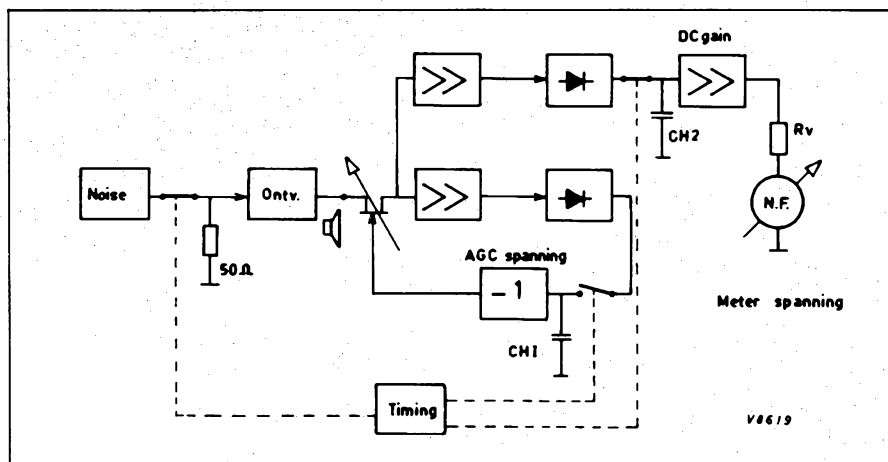 DC gain
CH2
Rv
Noise
Ontv.
N.F.
50Ω
AGC spanning
- 1
Meter spanning
CH1
Timing
V8619